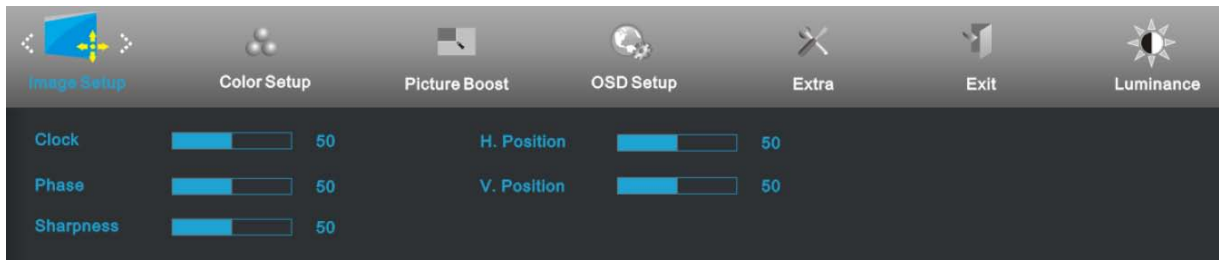 Image Setup Color Setup Picture Boost OSD Setup Extra Exit Luminance
Clock 50 H. Position 50
Phase 50 V. Position 50
Sharpness 50